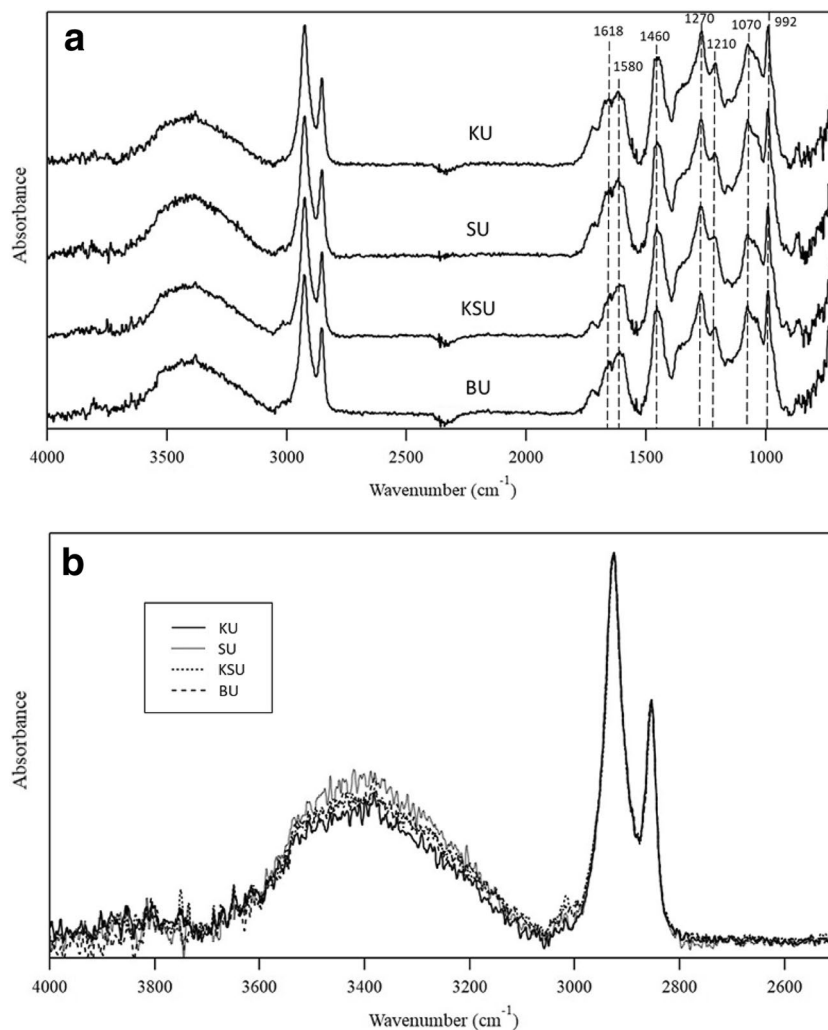 a
1618
1580
1460
1270
1210
1070
992
KU
SU
KSU
BU
Absorbance
4000 3500 3000 2500 2000 1500 1000
Wavenumber (cm⁻¹)
b
KU
SU
KSU
BU
Absorbance
4000 3800 3600 3400 3200 3000 2800 2600
Wavenumber (cm⁻¹)